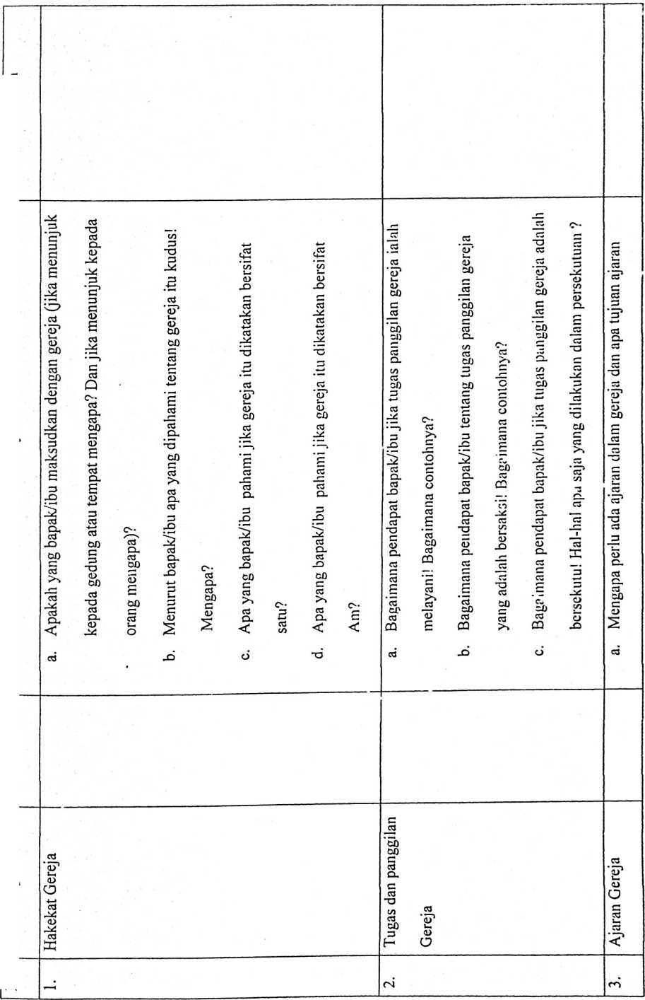 1.
Hakekat Gereja
a. Apakah yang bapak/ibu maksudkan dengan gereja (jika menunjuk
kepada gedung atau tempat mengapa? Dan jika menunjuk kepada
orang mengapa)?
b. Menurut bapak/ibu apa yang dipahami tentang gereja itu kudus!
Mengapa?
c. Apa yang bapak/ibu pahami jika gereja itu dikatakan bersifat
satu?
d. Apa yang bapak/ibu pahami jika gereja itu dikatakan bersifat
Am?
2.
Tugas dan panggilan
Gereja
a. Bagaimana pendapat bapak/ibu jika tugas panggilan gereja ialah
melayani! Bagaimana contohnya?
b. Bagaimana pendapat bapak/ibu tentang tugas panggilan gereja
yang adalah bersaksi! Bagaimana contohnya?
c. Bagaimana pendapat bapak/ibu jika tugas panggilan gereja adalah
bersekutu! Hal-hal apa saja yang dilakukan dalam persekutuan ?
3.
Ajaran Gereja
a. Mengapa perlu ada ajaran dalam gereja dan apa tujuan ajaran